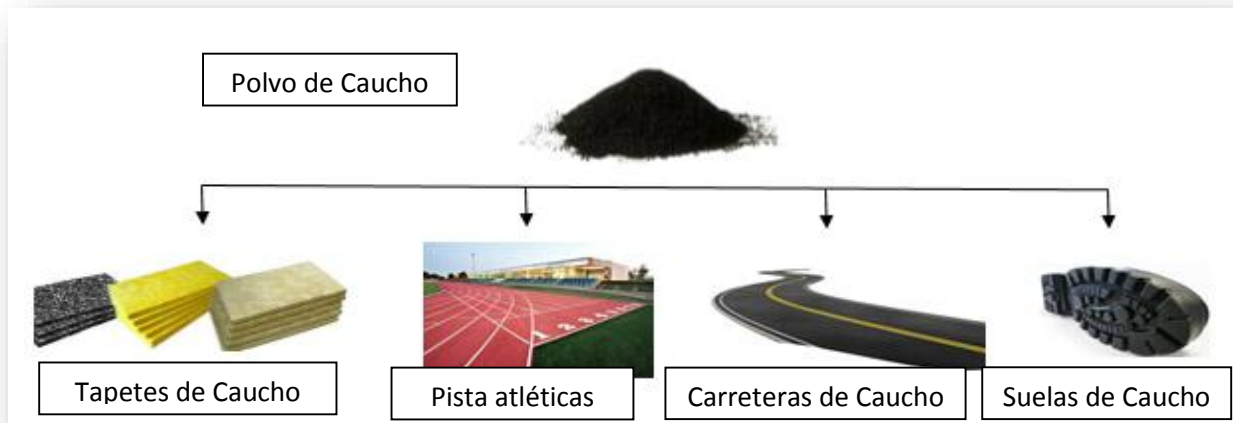 Polvo de Caucho
Tapetes de Caucho
Pista atléticas
Carreteras de Caucho
Suelas de Caucho